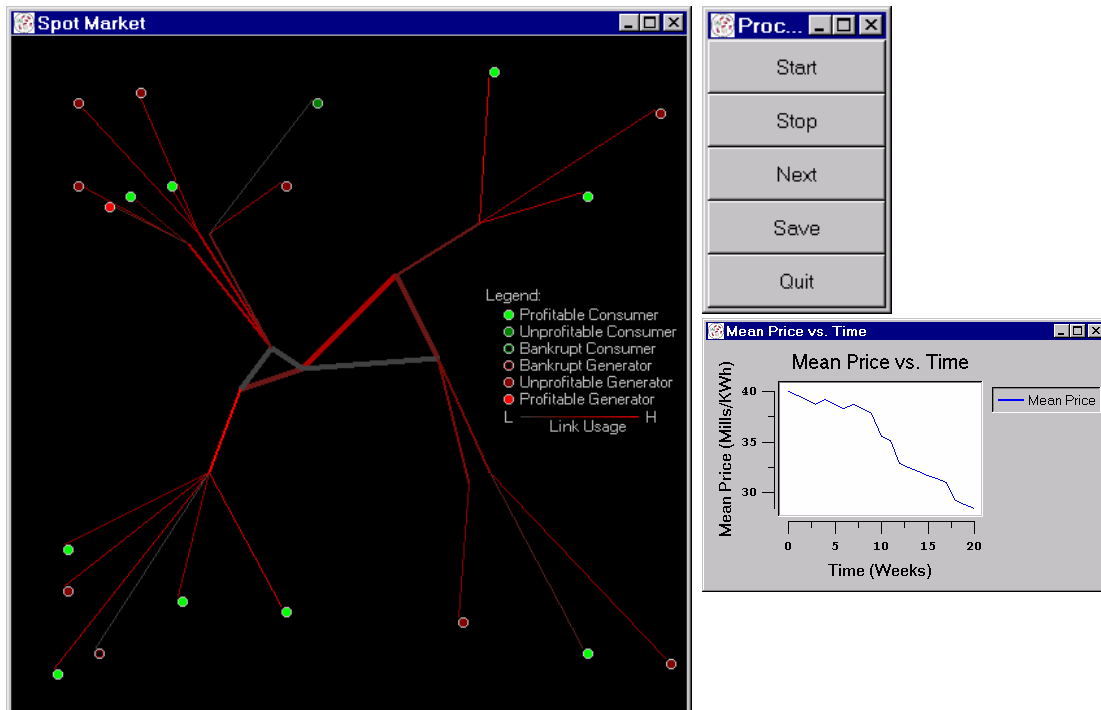 Spot Market
Legend:
Profitable Consumer
Unprofitable Consumer
Bankrupt Consumer
Bankrupt Generator
Unprofitable Generator
Profitable Generator
L H
Link Usage
Proc...
Start
Stop
Next
Save
Quit
Mean Price vs. Time
Mean Price vs. Time
Mean Price (Mills/KWh)
40
35
30
Mean Price
0 5 10 15 20
Time (Weeks)